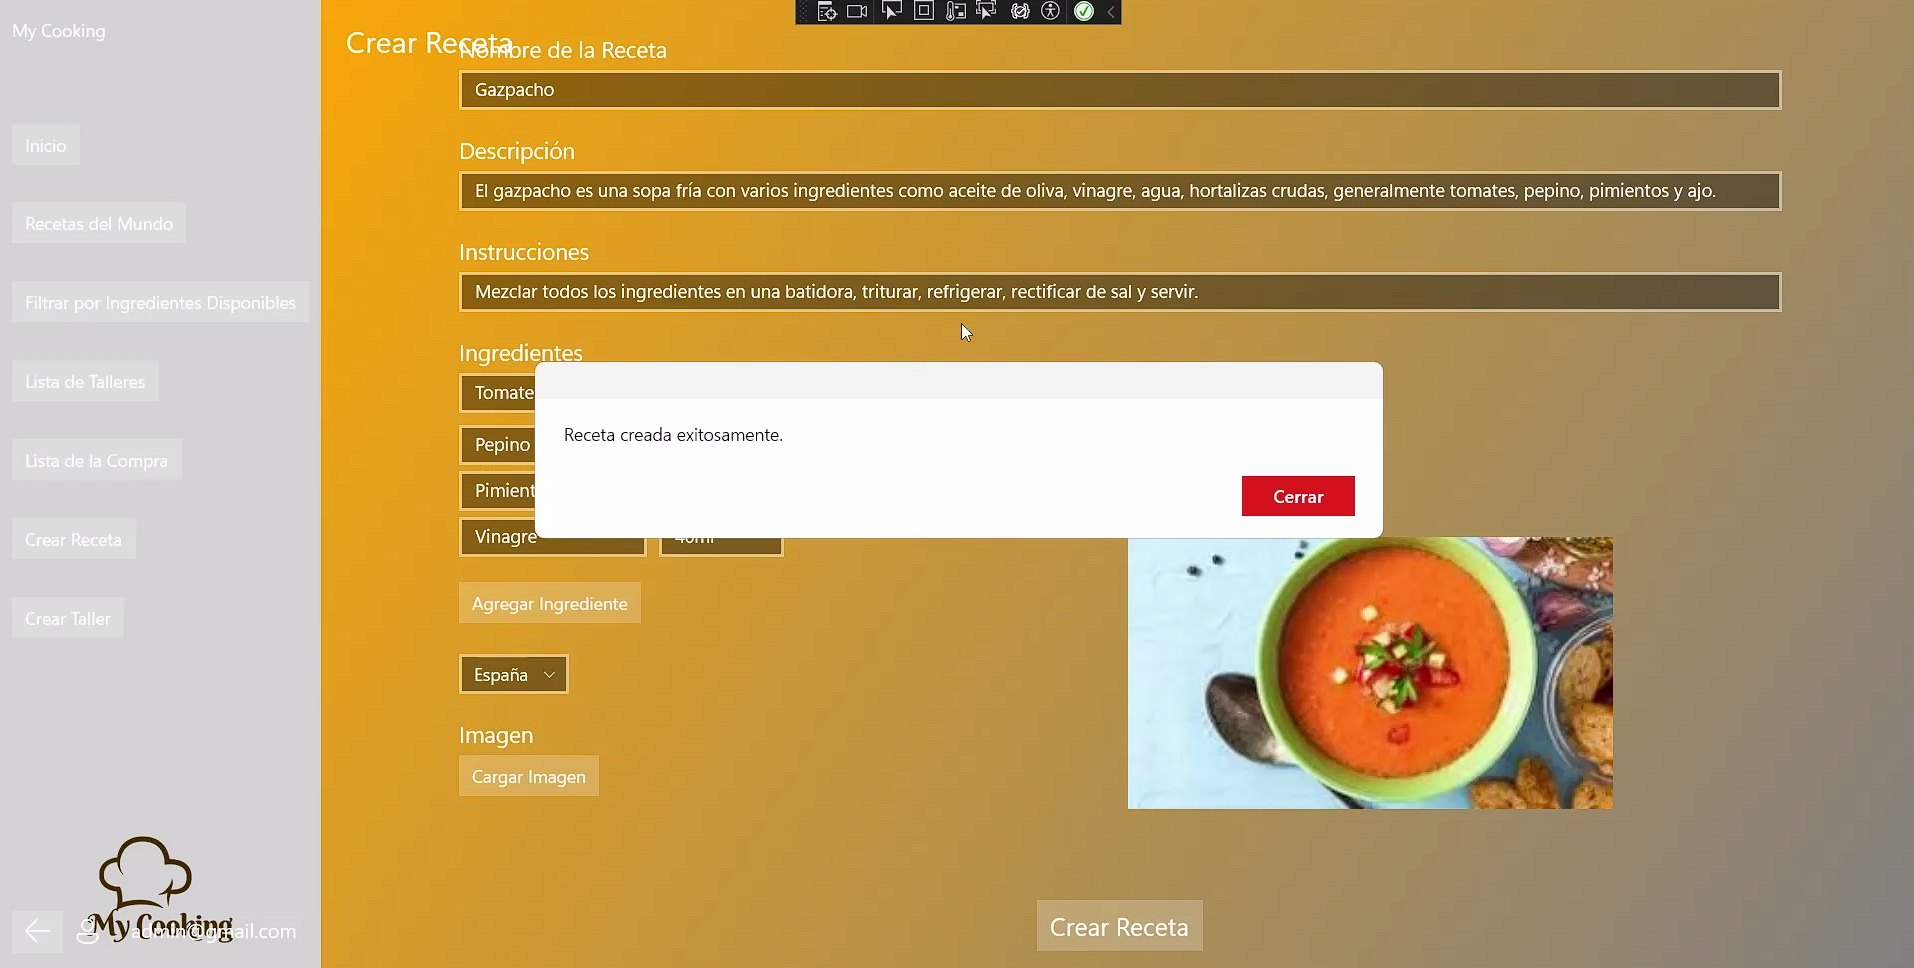 My Cooking
Inicio
Recetas del Mundo
Filtrar por Ingredientes Disponibles
Lista de Talleres
Lista de la Compra
Crear Receta
Crear Taller
My Cooking
admin@gmail.com
Crear Receta
Nombre de la Receta
Gazpacho
Descripción
El gazpacho es una sopa fría con varios ingredientes como aceite de oliva, vinagre, agua, hortalizas crudas, generalmente tomates, pepino, pimientos y ajo.
Instrucciones
Mezclar todos los ingredientes en una batidora, triturar, refrigerar, rectificar de sal y servir.
Ingredientes
Tomate
Pepino
Pimient
Vinagre
Receta creada exitosamente.
Cerrar
Agregar Ingrediente
España
Imagen
Cargar Imagen
Crear Receta